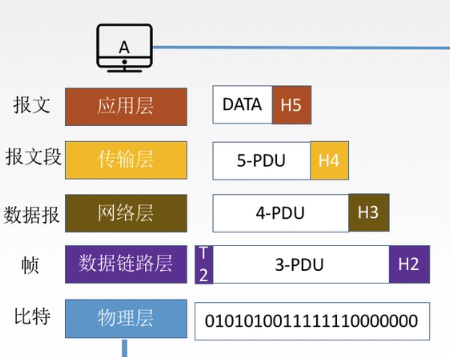 A
报文 应用层 DATA H5
报文段 传输层 5-PDU H4
数据报 网络层 4-PDU H3
帧 数据链路层 T2 3-PDU H2
比特 物理层 0101010011111110000000